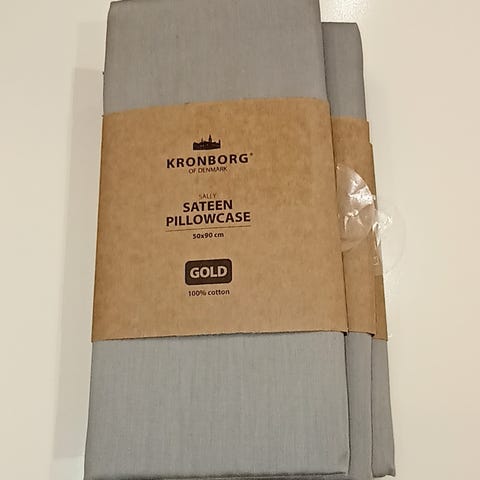 KRONBORG®
OF DENMARK
SALLY
SATEEN
PILLOWCASE
50x90 cm
GOLD
100% cotton